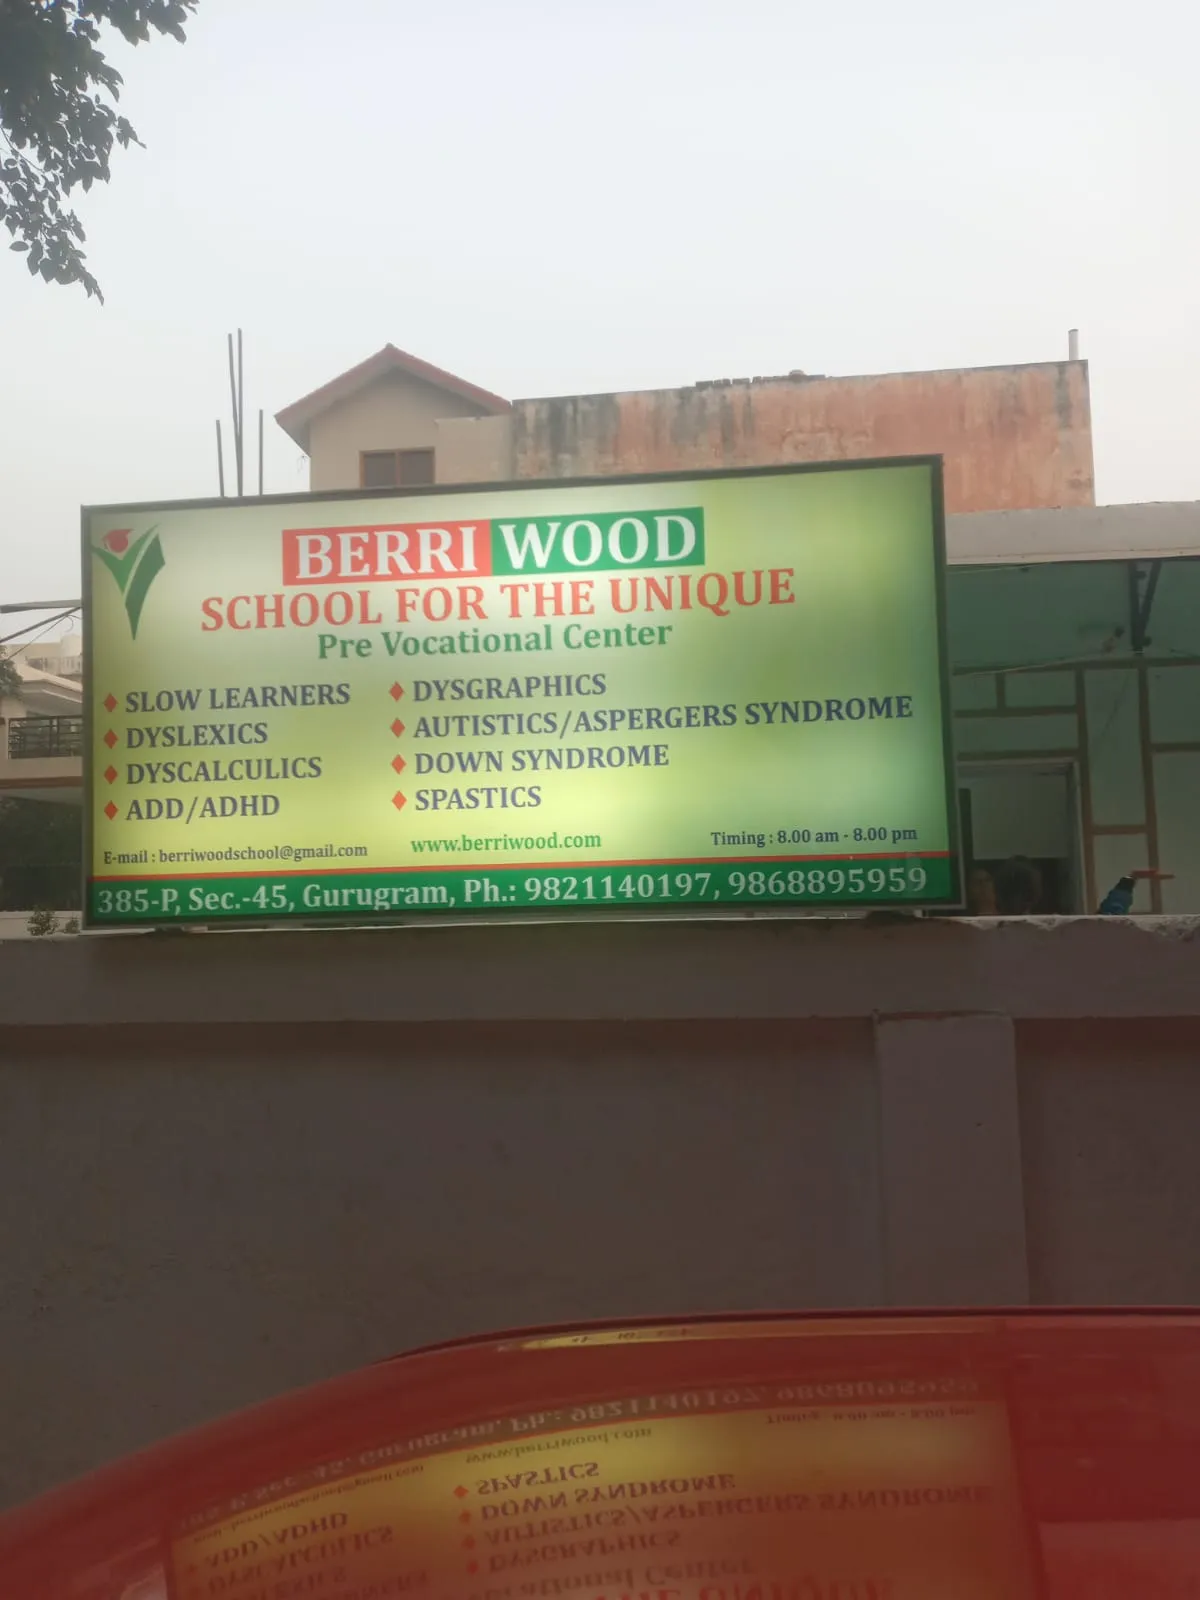 BERRI WOOD
SCHOOL FOR THE UNIQUE
Pre Vocational Center
SLOW LEARNERS
DYSLEXICS
DYSCALCULICS
ADD/ADHD
DYSGRAPHICS
AUTISTICS/ASPERGERS SYNDROME
DOWN SYNDROME
SPASTICS
E-mail : berriwoodschool@gmail.com
www.berriwood.com
Timing : 8.00 am - 8.00 pm
385-P, Sec.-45, Gurugram, Ph.: 9821140197, 9868895959